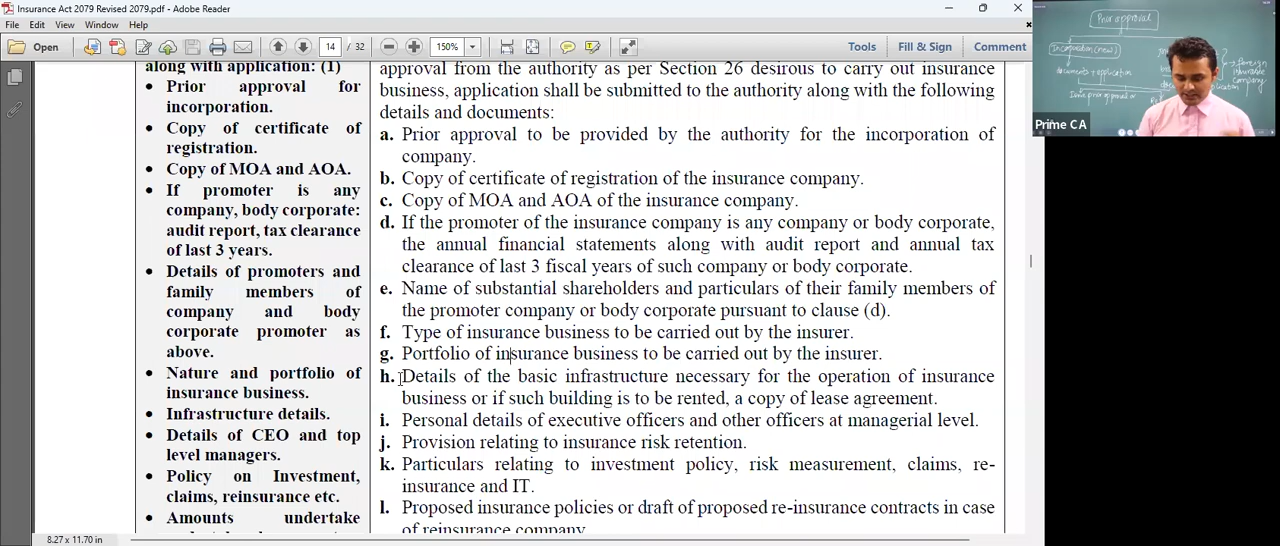 Insurance Act 2079 Revised 2079.pdf - Adobe Reader
File Edit View Window Help
Open 14 / 32 150% Tools Fill & Sign Comment
along with application: (1)
• Prior approval for
incorporation.
• Copy of certificate of
registration.
• Copy of MOA and AOA.
• If promoter is any
company, body corporate:
audit report, tax clearance
of last 3 years.
• Details of promoters and
family members of
company and body
corporate promoter as
above.
• Nature and portfolio of
insurance business.
• Infrastructure details.
• Details of CEO and top
level managers.
• Policy on Investment,
claims, reinsurance etc.
• Amounts undertake
approval from the authority as per Section 26 desirous to carry out insurance
business, application shall be submitted to the authority along with the following
details and documents:
a. Prior approval to be provided by the authority for the incorporation of
company.
b. Copy of certificate of registration of the insurance company.
c. Copy of MOA and AOA of the insurance company.
d. If the promoter of the insurance company is any company or body corporate,
the annual financial statements along with audit report and annual tax
clearance of last 3 fiscal years of such company or body corporate.
e. Name of substantial shareholders and particulars of their family members of
the promoter company or body corporate pursuant to clause (d).
f. Type of insurance business to be carried out by the insurer.
g. Portfolio of insurance business to be carried out by the insurer.
h. Details of the basic infrastructure necessary for the operation of insurance
business or if such building is to be rented, a copy of lease agreement.
i. Personal details of executive officers and other officers at managerial level.
j. Provision relating to insurance risk retention.
k. Particulars relating to investment policy, risk measurement, claims, re-
insurance and IT.
l. Proposed insurance policies or draft of proposed re-insurance contracts in case
of reinsurance company.
8.27 x 11.70 in
Prior approval
Incorporation (new)
documents + application
foreign
insurance
company
Prime CA